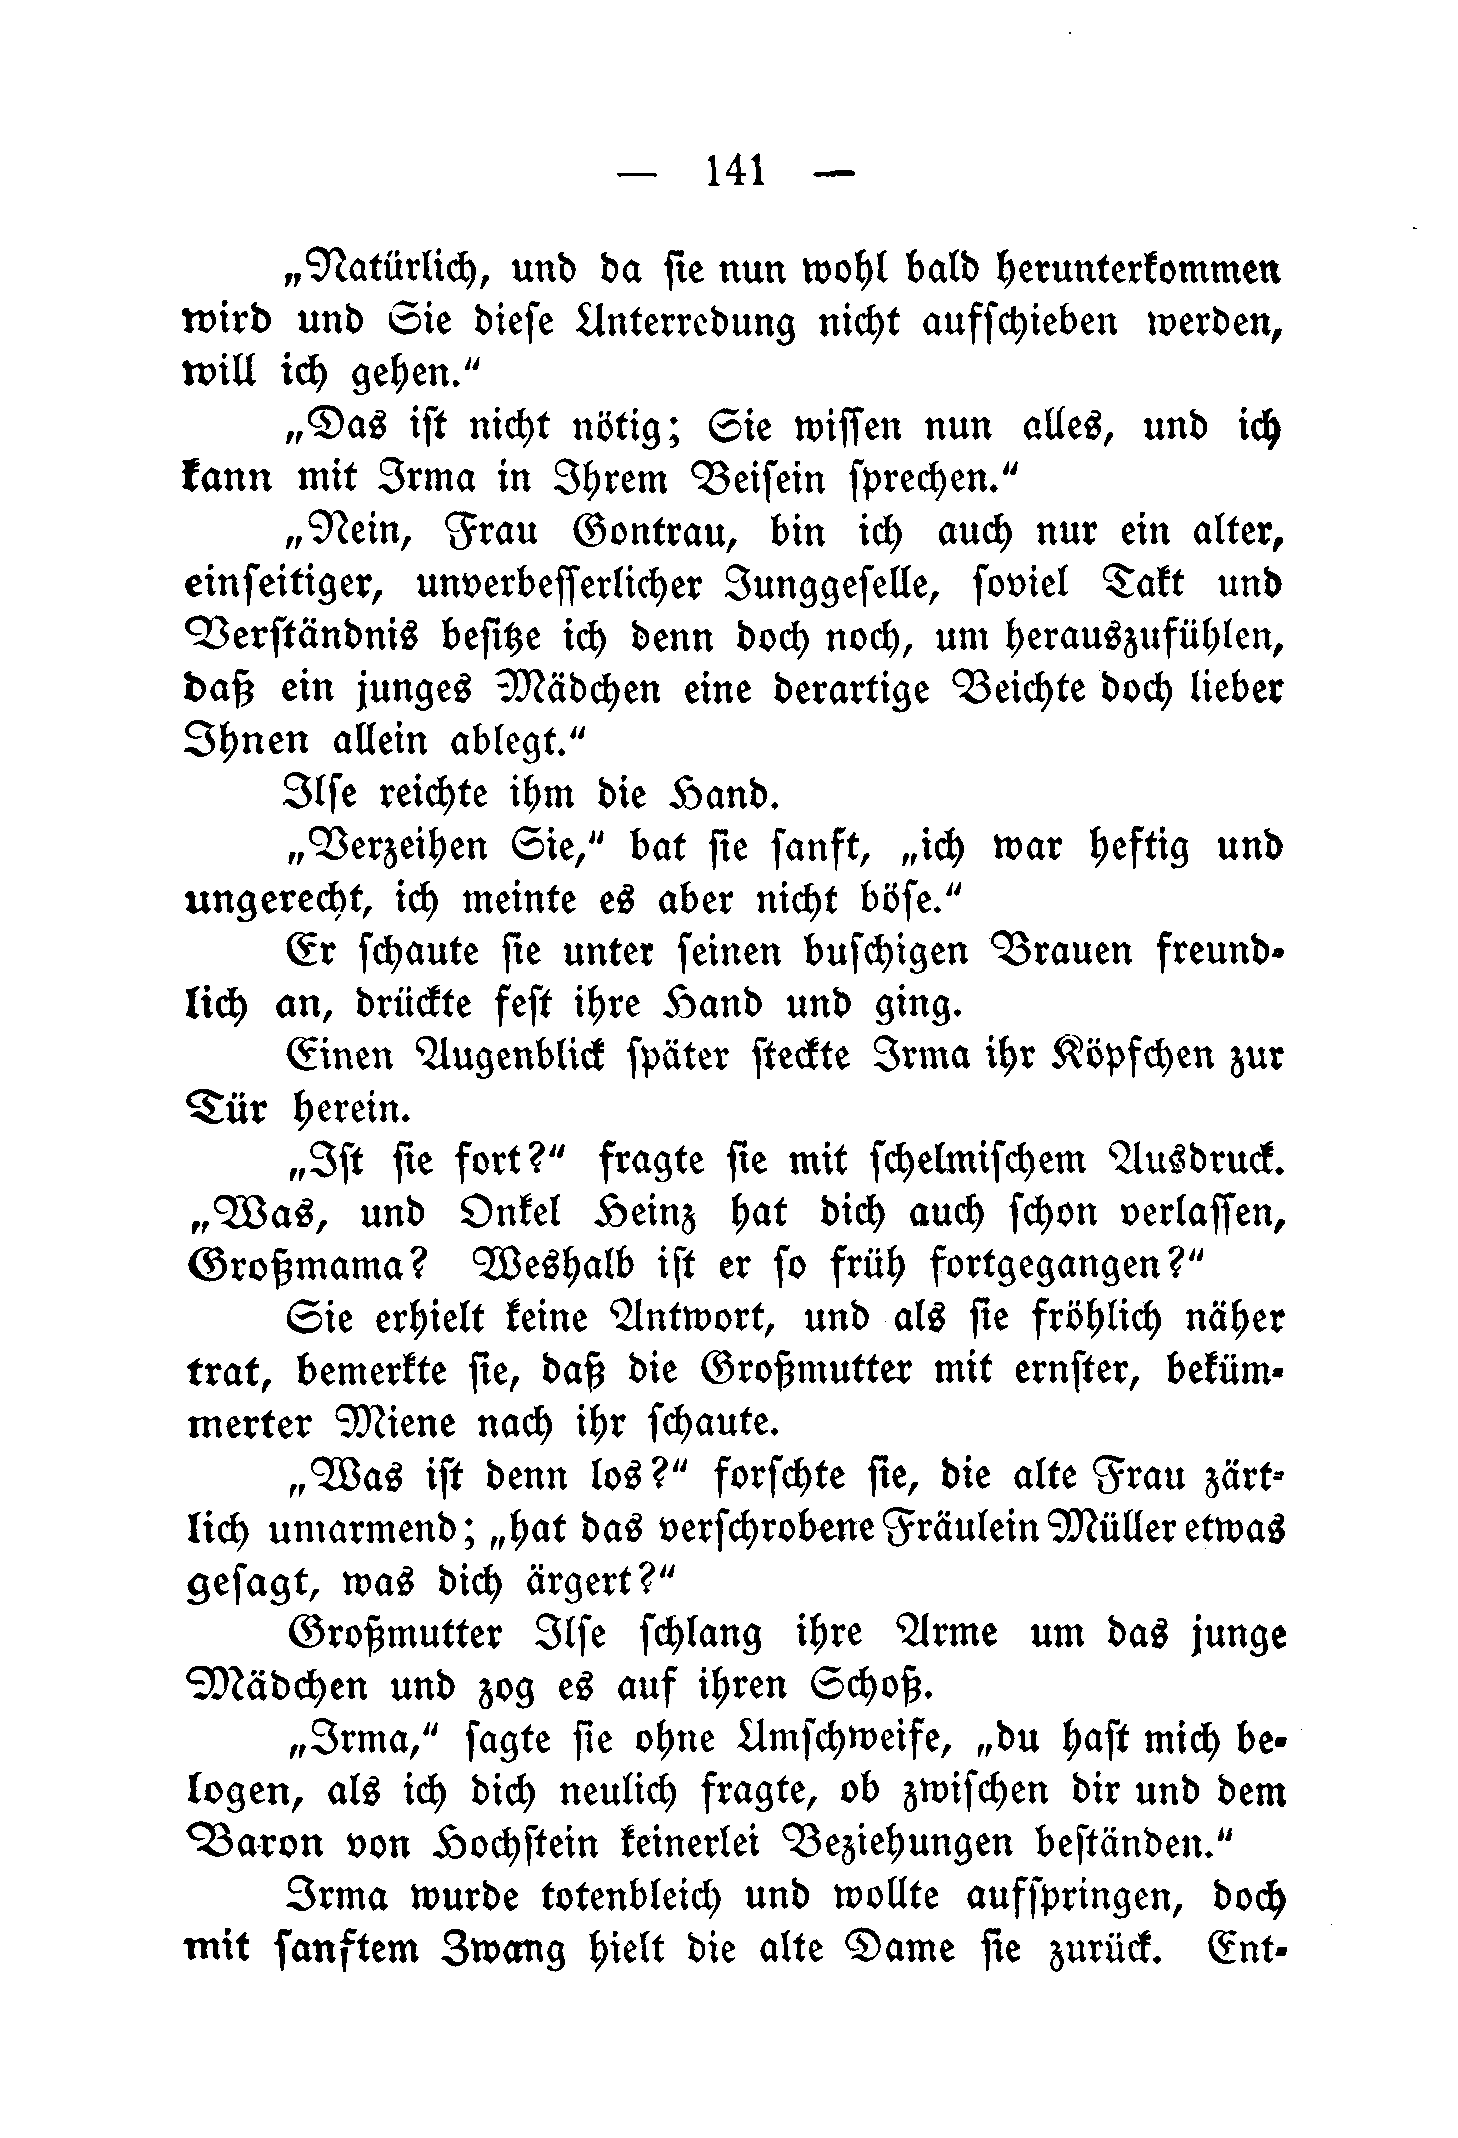 — 141 —
„Natürlich, und da sie nun wohl bald herunterkommen
wird und Sie diese Unterredung nicht aufschieben werden,
will ich gehen.“
„Das ist nicht nötig; Sie wissen nun alles, und ich
kann mit Irma in Ihrem Beisein sprechen.“
„Nein, Frau Gontrau, bin ich auch nur ein alter,
einseitiger, unverbesserlicher Junggeselle, soviel Takt und
Verständnis besitze ich denn doch noch, um herauszufühlen,
daß ein junges Mädchen eine derartige Beichte doch lieber
Ihnen allein ablegt.“
Ilse reichte ihm die Hand.
„Verzeihen Sie,“ bat sie sanft, „ich war heftig und
ungerecht, ich meinte es aber nicht böse.“
Er schaute sie unter seinen buschigen Brauen freund-
lich an, drückte fest ihre Hand und ging.
Einen Augenblick später steckte Irma ihr Köpfchen zur
Tür herein.
„Ist sie fort?“ fragte sie mit schelmischem Ausdruck.
„Was, und Onkel Heinz hat dich auch schon verlassen,
Großmama? Weshalb ist er so früh fortgegangen?“
Sie erhielt keine Antwort, und als sie fröhlich näher
trat, bemerkte sie, daß die Großmutter mit ernster, beküm-
merter Miene nach ihr schaute.
„Was ist denn los?“ forschte sie, die alte Frau zärt-
lich umarmend; „hat das verschrobene Fräulein Müller etwas
gesagt, was dich ärgert?“
Großmutter Ilse schlang ihre Arme um das junge
Mädchen und zog es auf ihren Schoß.
„Irma,“ sagte sie ohne Umschweife, „du hast mich be-
logen, als ich dich neulich fragte, ob zwischen dir und dem
Baron von Hochstein keinerlei Beziehungen beständen.“
Irma wurde totenbleich und wollte aufspringen, doch
mit sanftem Zwang hielt die alte Dame sie zurück. Ent-